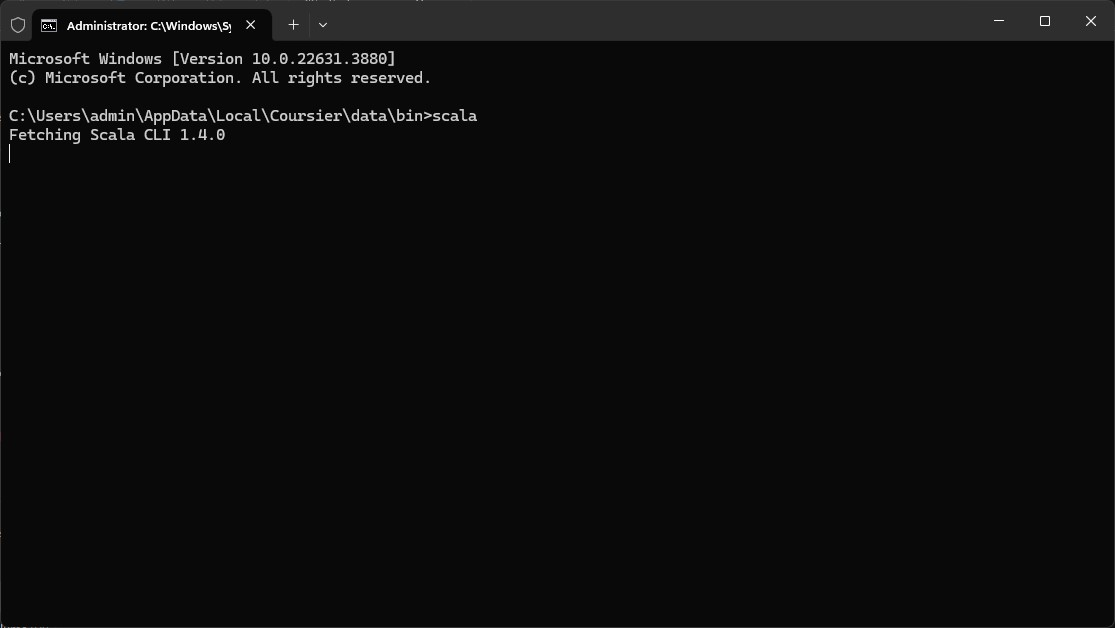 Administrator: C:\Windows\Sy
Microsoft Windows [Version 10.0.22631.3880]
(c) Microsoft Corporation. All rights reserved.
C:\Users\admin\AppData\Local\Coursier\data\bin>scala
Fetching Scala CLI 1.4.0